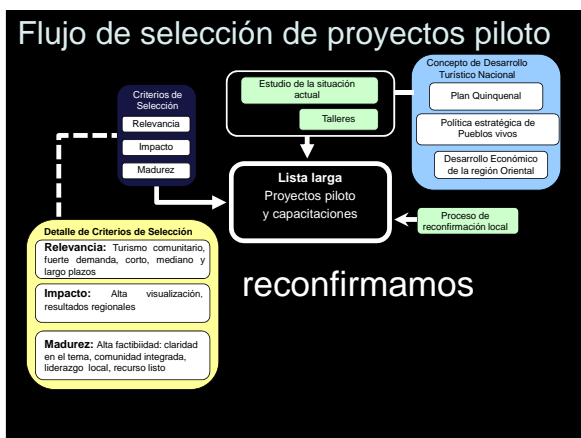 Flujo de selección de proyectos piloto
Criterios de
Selección
Relevancia
Impacto
Madurez
Estudio de la situación
actual
Talleres
Concepto de Desarrollo
Turístico Nacional
Plan Quinquenal
Política estratégica de
Pueblos vivos
Desarrollo Económico
de la región Oriental
Lista larga
Proyectos piloto
y capacitaciones
Proceso de
reconfirmación local
Detalle de Criterios de Selección
Relevancia: Turismo comunitario,
fuerte demanda, corto, mediano y
largo plazos
Impacto: Alta visualización,
resultados regionales
Madurez: Alta factibiidad: claridad
en el tema, comunidad integrada,
liderazgo local, recurso listo
reconfirmamos